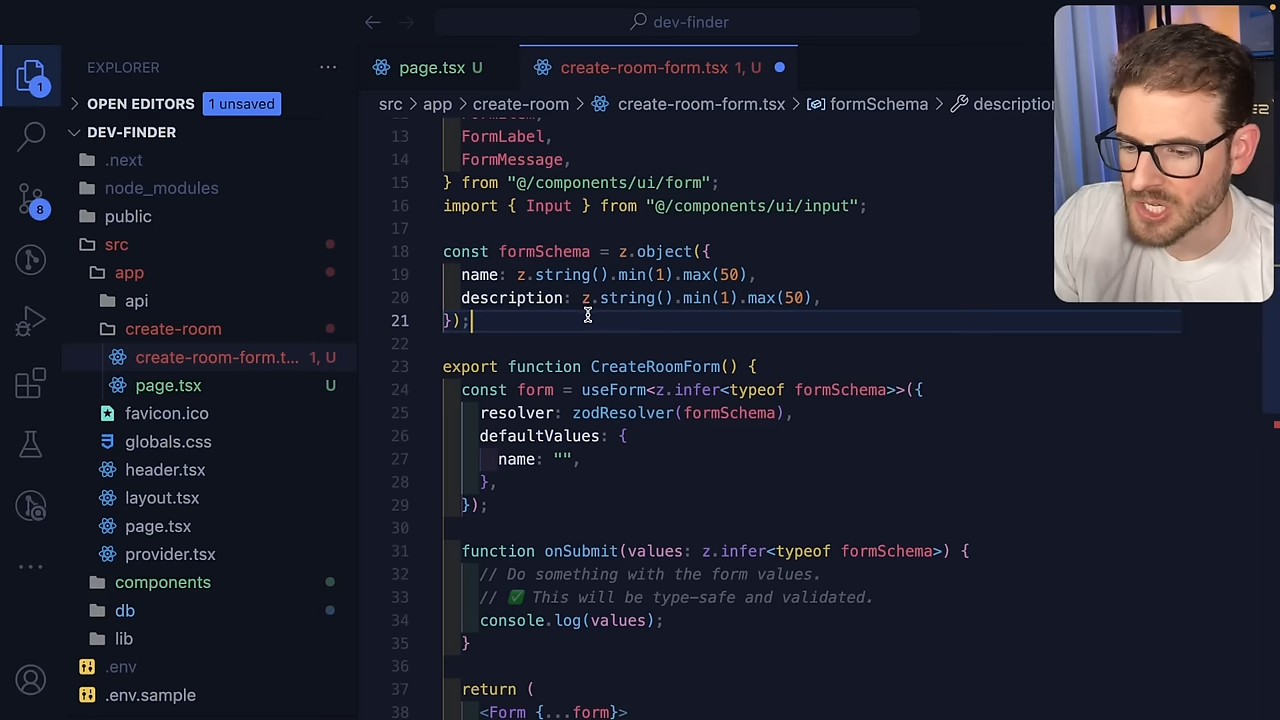 dev-finder
EXPLORER
1
OPEN EDITORS 1 unsaved
DEV-FINDER
.next
node_modules
public
src
app
api
create-room
create-room-form.t... 1, U
page.tsx U
favicon.ico
globals.css
header.tsx
layout.tsx
page.tsx
provider.tsx
components
db
lib
.env
.env.sample
8
page.tsx U
create-room-form.tsx 1, U
src > app > create-room > create-room-form.tsx > formSchema > descriptio
13 FormLabel,
14 FormMessage,
15 } from "@/components/ui/form";
16 import { Input } from "@/components/ui/input";
17
18 const formSchema = z.object({
19 name: z.string().min(1).max(50),
20 description: z.string().min(1).max(50),
21 });
22
23 export function CreateRoomForm() {
24 const form = useForm<z.infer<typeof formSchema>>({
25 resolver: zodResolver(formSchema),
26 defaultValues: {
27 name: "",
28 },
29 });
30
31 function onSubmit(values: z.infer<typeof formSchema>) {
32 // Do something with the form values.
33 // ✅ This will be type-safe and validated.
34 console.log(values);
35 }
36
37 return (
38 <Form {...form}>